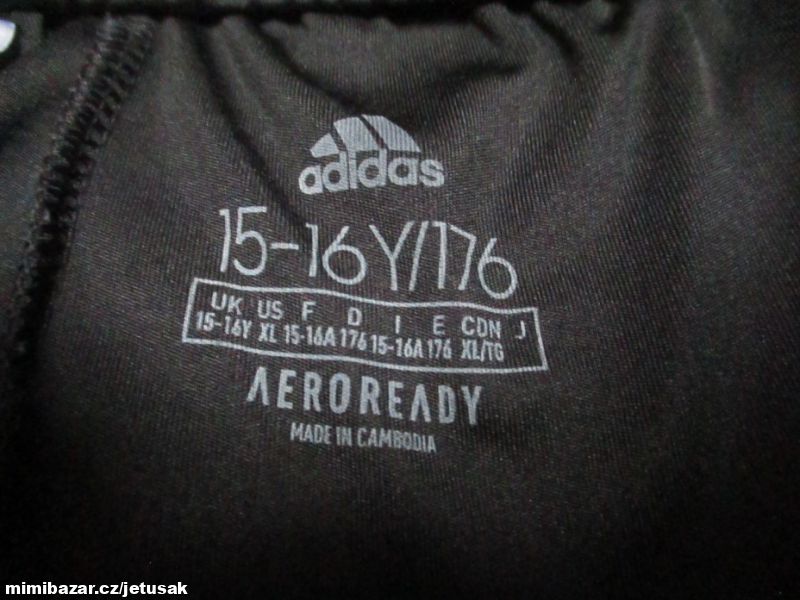 adidas
15-16Y/176
UK US F D I E CDN J
15-16Y XL 15-16A 176 15-16A 176 XL/TG
AEROREADY
MADE IN CAMBODIA
mimibazar.cz/jetusak